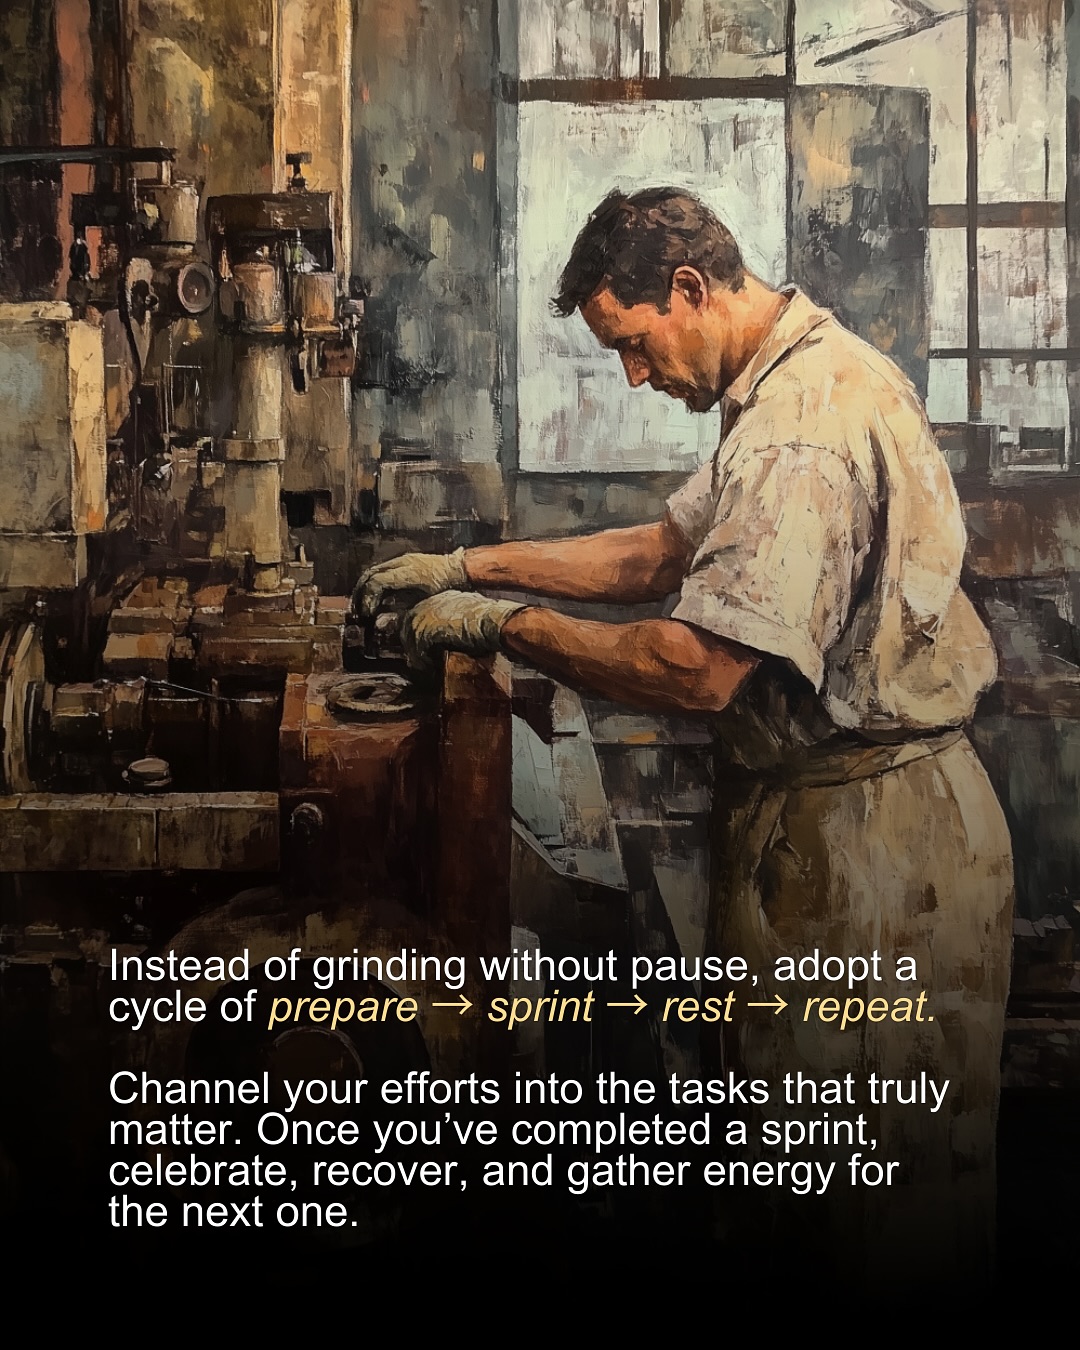 Instead of grinding without pause, adopt a
cycle of prepare → sprint → rest → repeat.
Channel your efforts into the tasks that truly
matter. Once you’ve completed a sprint,
celebrate, recover, and gather energy for
the next one.